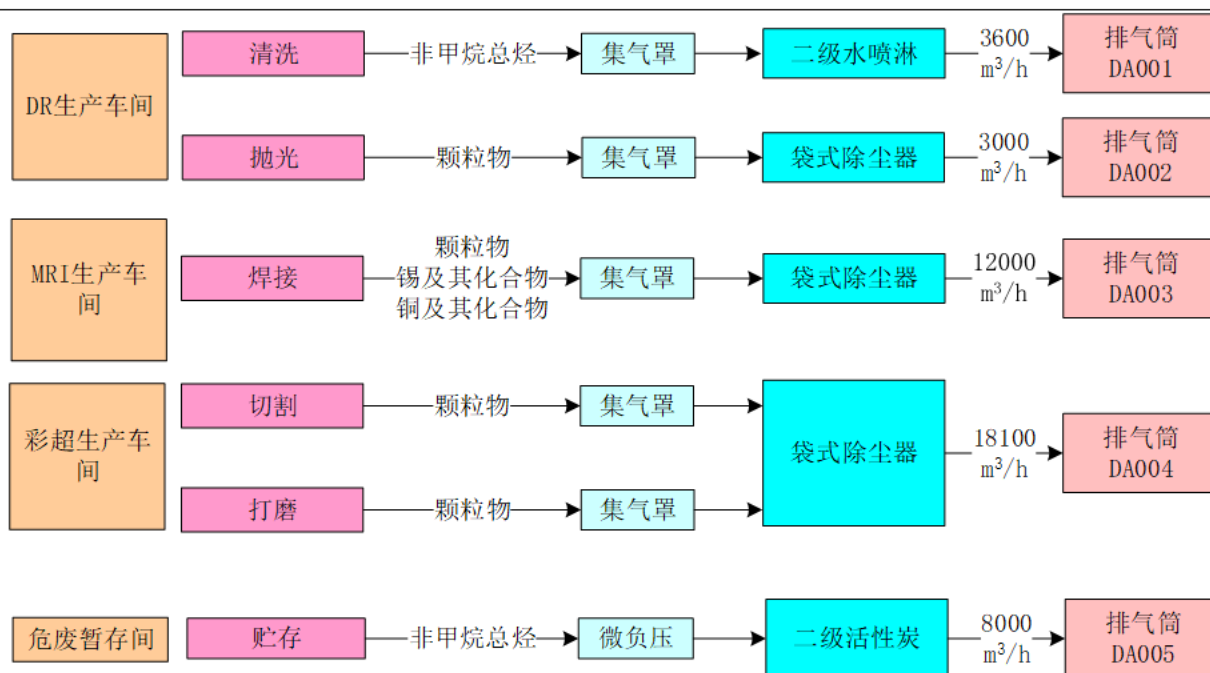 DR生产车间
清洗
非甲烷总烃
集气罩
二级水喷淋
3600
m³/h
排气筒
DA001
抛光
颗粒物
集气罩
袋式除尘器
3000
m³/h
排气筒
DA002
MRI生产车
间
焊接
颗粒物
锡及其化合物
铜及其化合物
集气罩
袋式除尘器
12000
m³/h
排气筒
DA003
彩超生产车
间
切割
颗粒物
集气罩
打磨
颗粒物
集气罩
袋式除尘器
18100
m³/h
排气筒
DA004
危废暂存间
贮存
非甲烷总烃
微负压
二级活性炭
8000
m³/h
排气筒
DA005